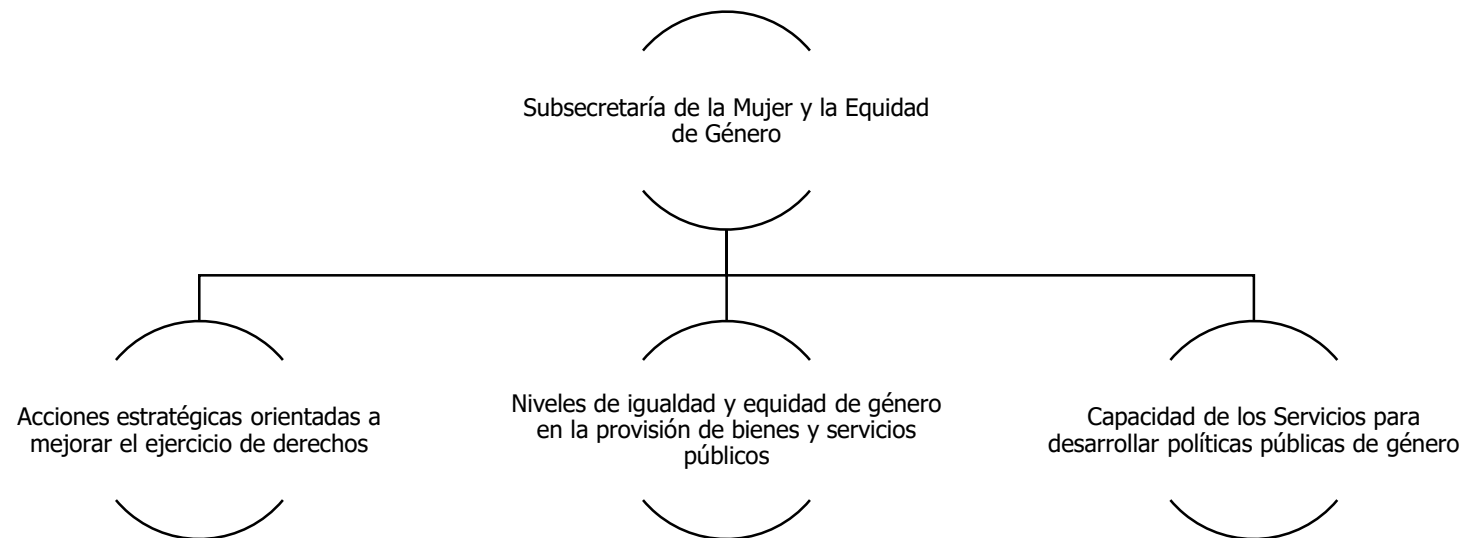 Subsecretaría de la Mujer y la Equidad
de Género
Acciones estratégicas orientadas a
mejorar el ejercicio de derechos
Niveles de igualdad y equidad de género
en la provisión de bienes y servicios
públicos
Capacidad de los Servicios para
desarrollar políticas públicas de género